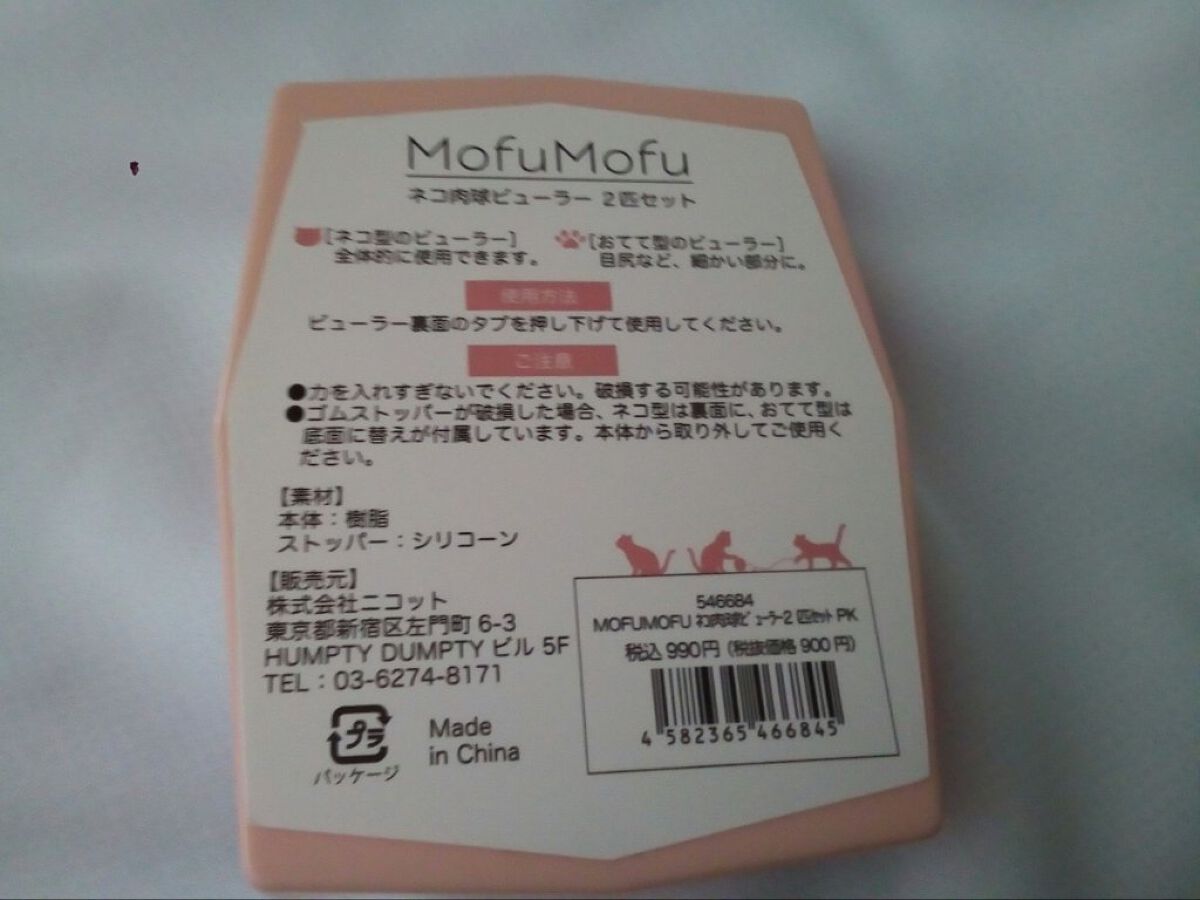 MofuMofu
ネコ肉球ビューラー 2匹セット
[ネコ型のビューラー]
全体的に使用できます。
[おてて型のビューラー]
目尻など、細かい部分に。
使用方法
ビューラー裏面のタブを押し下げて使用してください。
ご注意
●力を入れすぎないでください。破損する可能性があります。
●ゴムストッパーが破損した場合、ネコ型は裏面に、おてて型は
底面に替えが付属しています。本体から取り外してご使用く
ださい。
【素材】
本体：樹脂
ストッパー：シリコーン
【販売元】
株式会社ニコット
東京都新宿区左門町 6-3
HUMPTY DUMPTY ビル 5F
TEL：03-6274-8171
プラ
パッケージ
Made
in China
546684
MOFUMOFU ﾈｺ肉球ﾋﾞｭｰﾗｰ2 匹ｾｯﾄ PK
税込 990円 (税抜価格 900円)
4 582365 466845